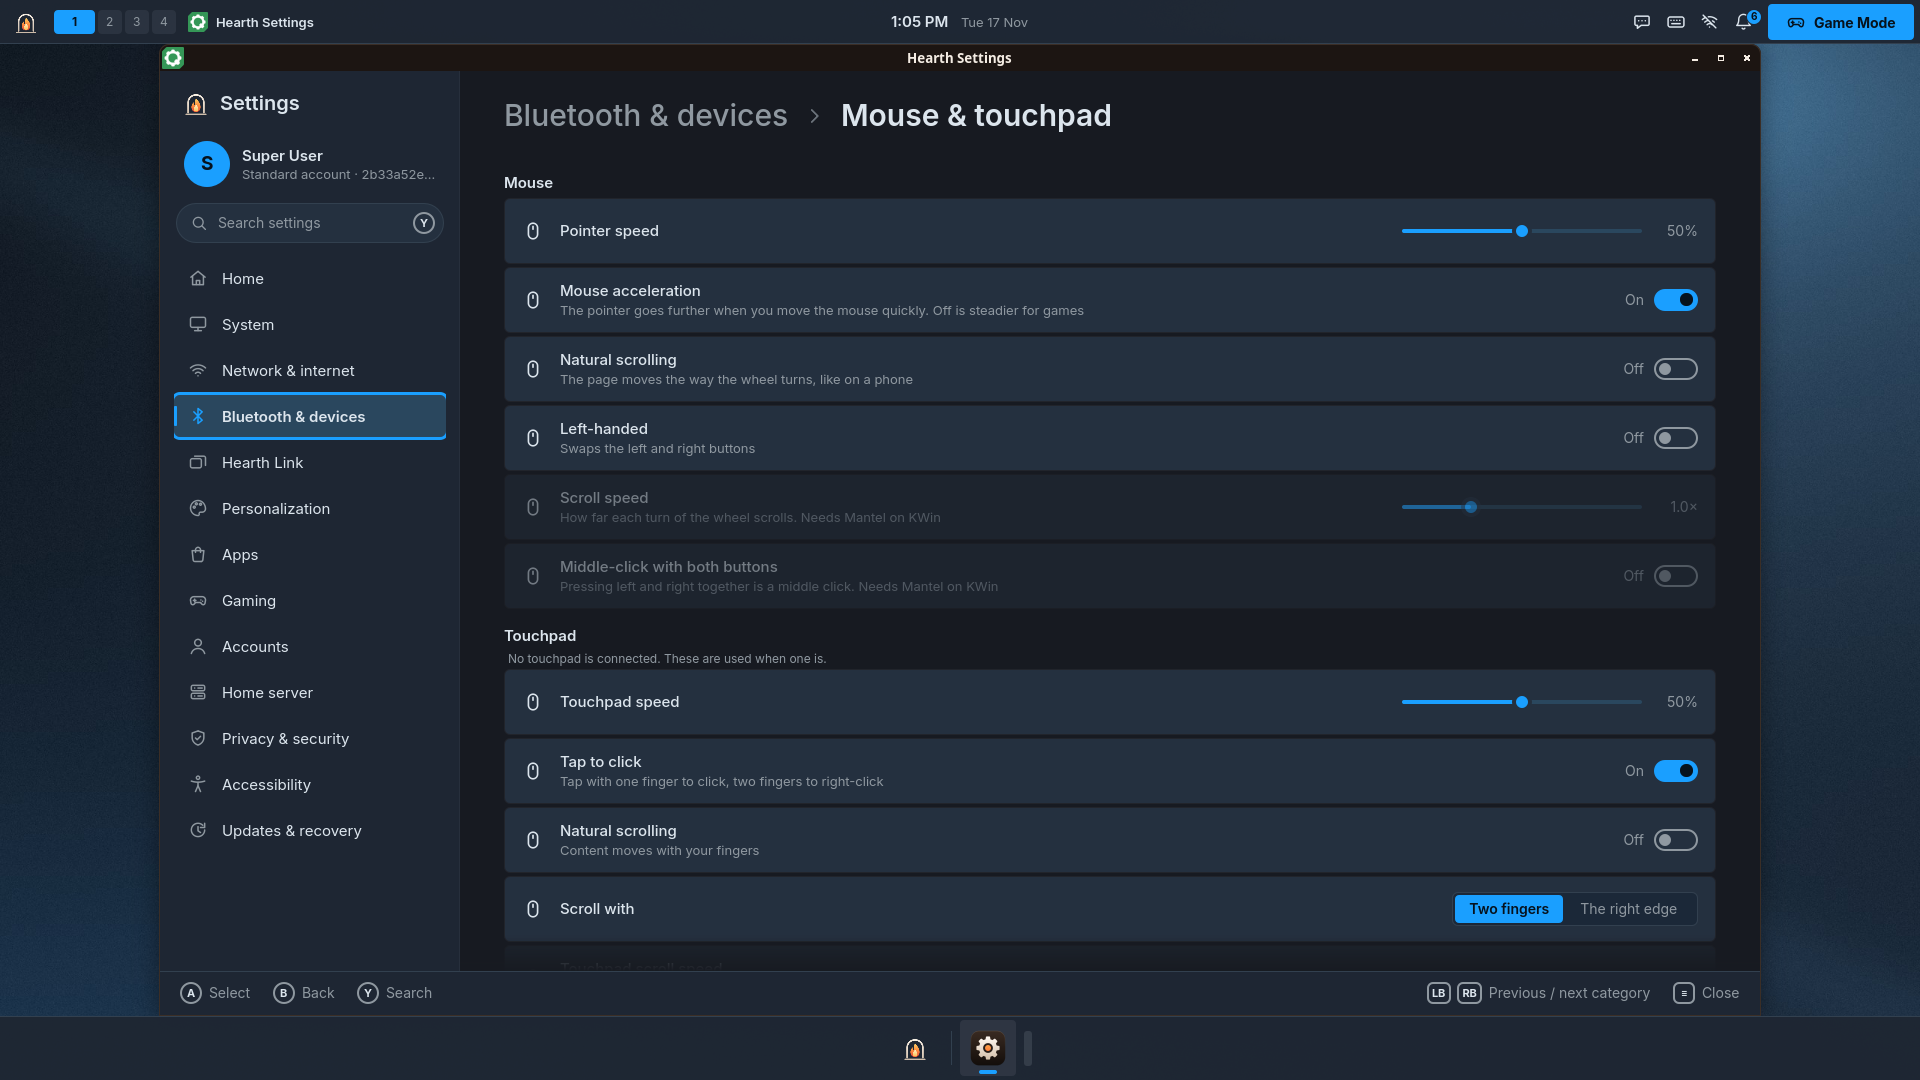 1
2
3
4
Hearth Settings
1:05 PM
Tue 17 Nov
6
Game Mode
Hearth Settings
Settings
S
Super User
Standard account · 2b33a52e...
Search settings
Y
Home
System
Network & internet
Bluetooth & devices
Hearth Link
Personalization
Apps
Gaming
Accounts
Home server
Privacy & security
Accessibility
Updates & recovery
Bluetooth & devices > Mouse & touchpad
Mouse
Pointer speed
50%
Mouse acceleration
The pointer goes further when you move the mouse quickly. Off is steadier for games
On
Natural scrolling
The page moves the way the wheel turns, like on a phone
Off
Left-handed
Swaps the left and right buttons
Off
Scroll speed
How far each turn of the wheel scrolls. Needs Mantel on KWin
1.0×
Middle-click with both buttons
Pressing left and right together is a middle click. Needs Mantel on KWin
Off
Touchpad
No touchpad is connected. These are used when one is.
Touchpad speed
50%
Tap to click
Tap with one finger to click, two fingers to right-click
On
Natural scrolling
Content moves with your fingers
Off
Scroll with
Two fingers
The right edge
A Select
B Back
Y Search
LB RB Previous / next category
Close